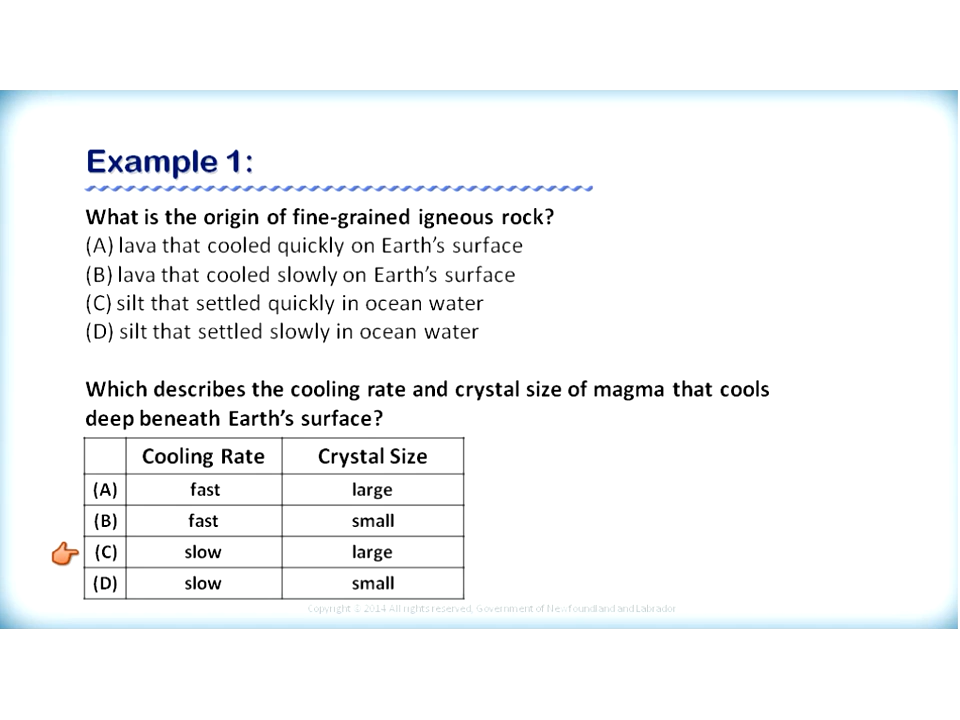 Example 1:
What is the origin of fine-grained igneous rock?
(A) lava that cooled quickly on Earth's surface
(B) lava that cooled slowly on Earth's surface
(C) silt that settled quickly in ocean water
(D) silt that settled slowly in ocean water
Which describes the cooling rate and crystal size of magma that cools
deep beneath Earth's surface?
Cooling Rate Crystal Size
(A) fast large
(B) fast small
(C) slow large
(D) slow small
Copyright © 2014 All rights reserved, Government of Newfoundland and Labrador